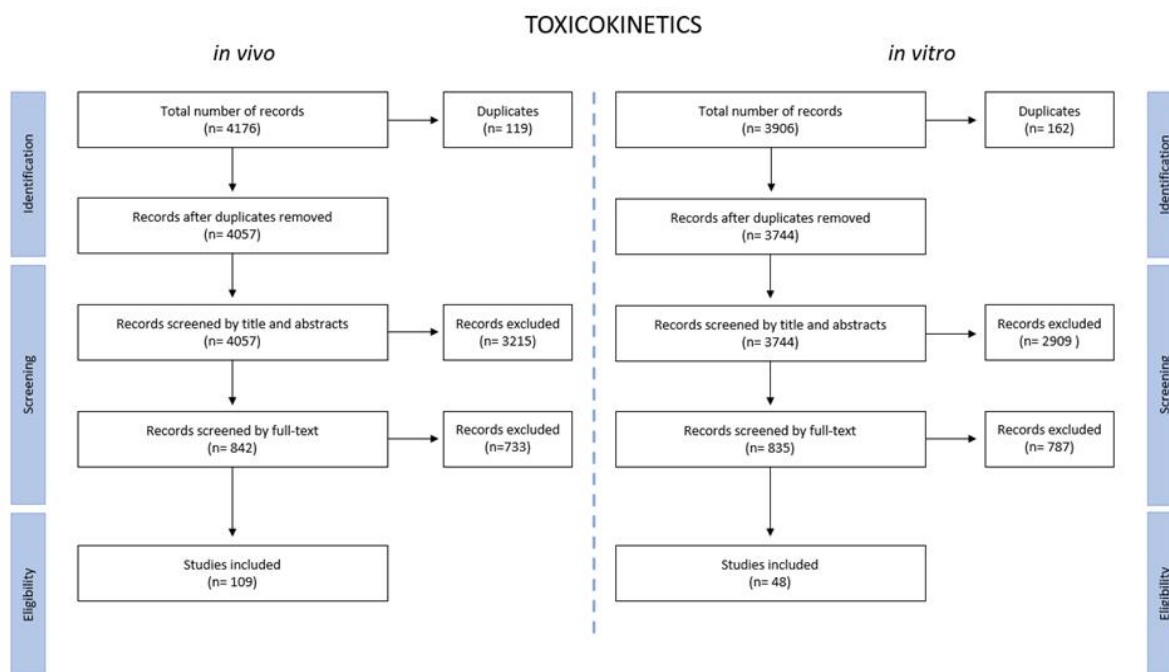 TOXICOKINETICS
in vivo
in vitro
Identification
Total number of records
(n= 4176)
Duplicates
(n= 119)
Records after duplicates removed
(n= 4057)
Screening
Records screened by title and abstracts
(n= 4057)
Records excluded
(n= 3215)
Records screened by full-text
(n= 842)
Records excluded
(n=733)
Eligibility
Studies included
(n= 109)
Total number of records
(n= 3906)
Duplicates
(n= 162)
Identification
Records after duplicates removed
(n= 3744)
Records screened by title and abstracts
(n= 3744)
Records excluded
(n= 2909 )
Screening
Records screened by full-text
(n= 835)
Records excluded
(n= 787)
Studies included
(n= 48)
Eligibility